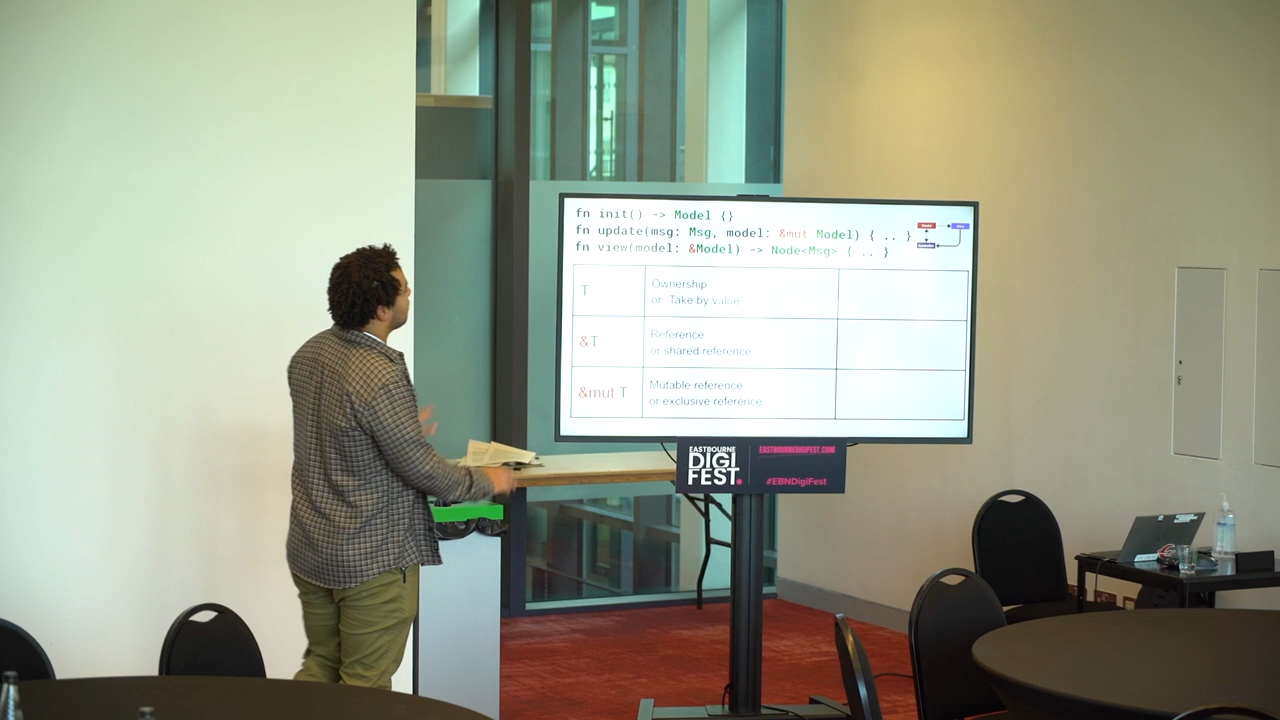 fn init() -> Model {}
fn update(msg: Msg, model: &mut Model) { .. }
fn view(model: &Model) -> Node<Msg> { .. }
T
Ownership
or Take by value
&T
Reference
or shared reference
&mut T
Mutable reference
or exclusive reference
EASTBOURNE
DIGI
FEST.
EASTBOURNEDIGIFEST.COM
#EBNDigiFest